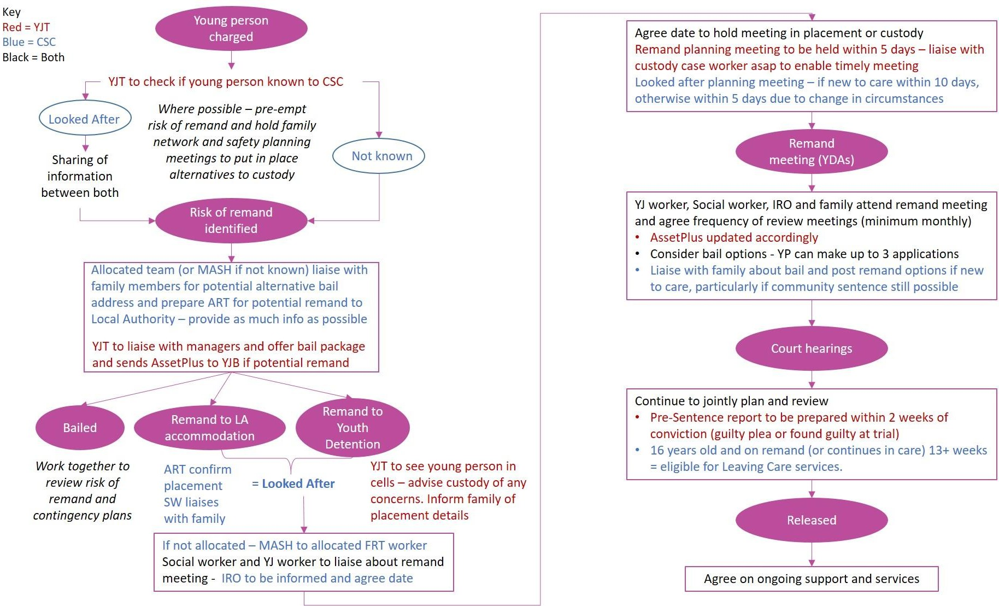 Key
Red = YJT
Blue = CSC
Black = Both
Young person
charged
YJT to check if young person known to CSC
Looked After
Where possible – pre-empt
risk of remand and hold family
network and safety planning
meetings to put in place
alternatives to custody
Not known
Sharing of
information
between both
Risk of remand
identified
Allocated team (or MASH if not known) liaise with
family members for potential alternative bail
address and prepare ART for potential remand to
Local Authority – provide as much info as possible
YJT to liaise with managers and offer bail package
and sends AssetPlus to YJB if potential remand
Bailed
Remand to LA
accommodation
Remand to
Youth
Detention
Work together to
review risk of
remand and
contingency plans
ART confirm
placement
SW liaises
with family
= Looked After
YJT to see young person in
cells – advise custody of any
concerns. Inform family of
placement details
If not allocated – MASH to allocated FRT worker
Social worker and YJ worker to liaise about remand
meeting - IRO to be informed and agree date
Agree date to hold meeting in placement or custody
Remand planning meeting to be held within 5 days – liaise with
custody case worker asap to enable timely meeting
Looked after planning meeting – if new to care within 10 days,
otherwise within 5 days due to change in circumstances
Remand
meeting (YDAs)
YJ worker, Social worker, IRO and family attend remand meeting
and agree frequency of review meetings (minimum monthly)
• AssetPlus updated accordingly
• Consider bail options - YP can make up to 3 applications
• Liaise with family about bail and post remand options if new
to care, particularly if community sentence still possible
Court hearings
Continue to jointly plan and review
• Pre-Sentence report to be prepared within 2 weeks of
conviction (guilty plea or found guilty at trial)
• 16 years old and on remand (or continues in care) 13+ weeks
= eligible for Leaving Care services.
Released
Agree on ongoing support and services